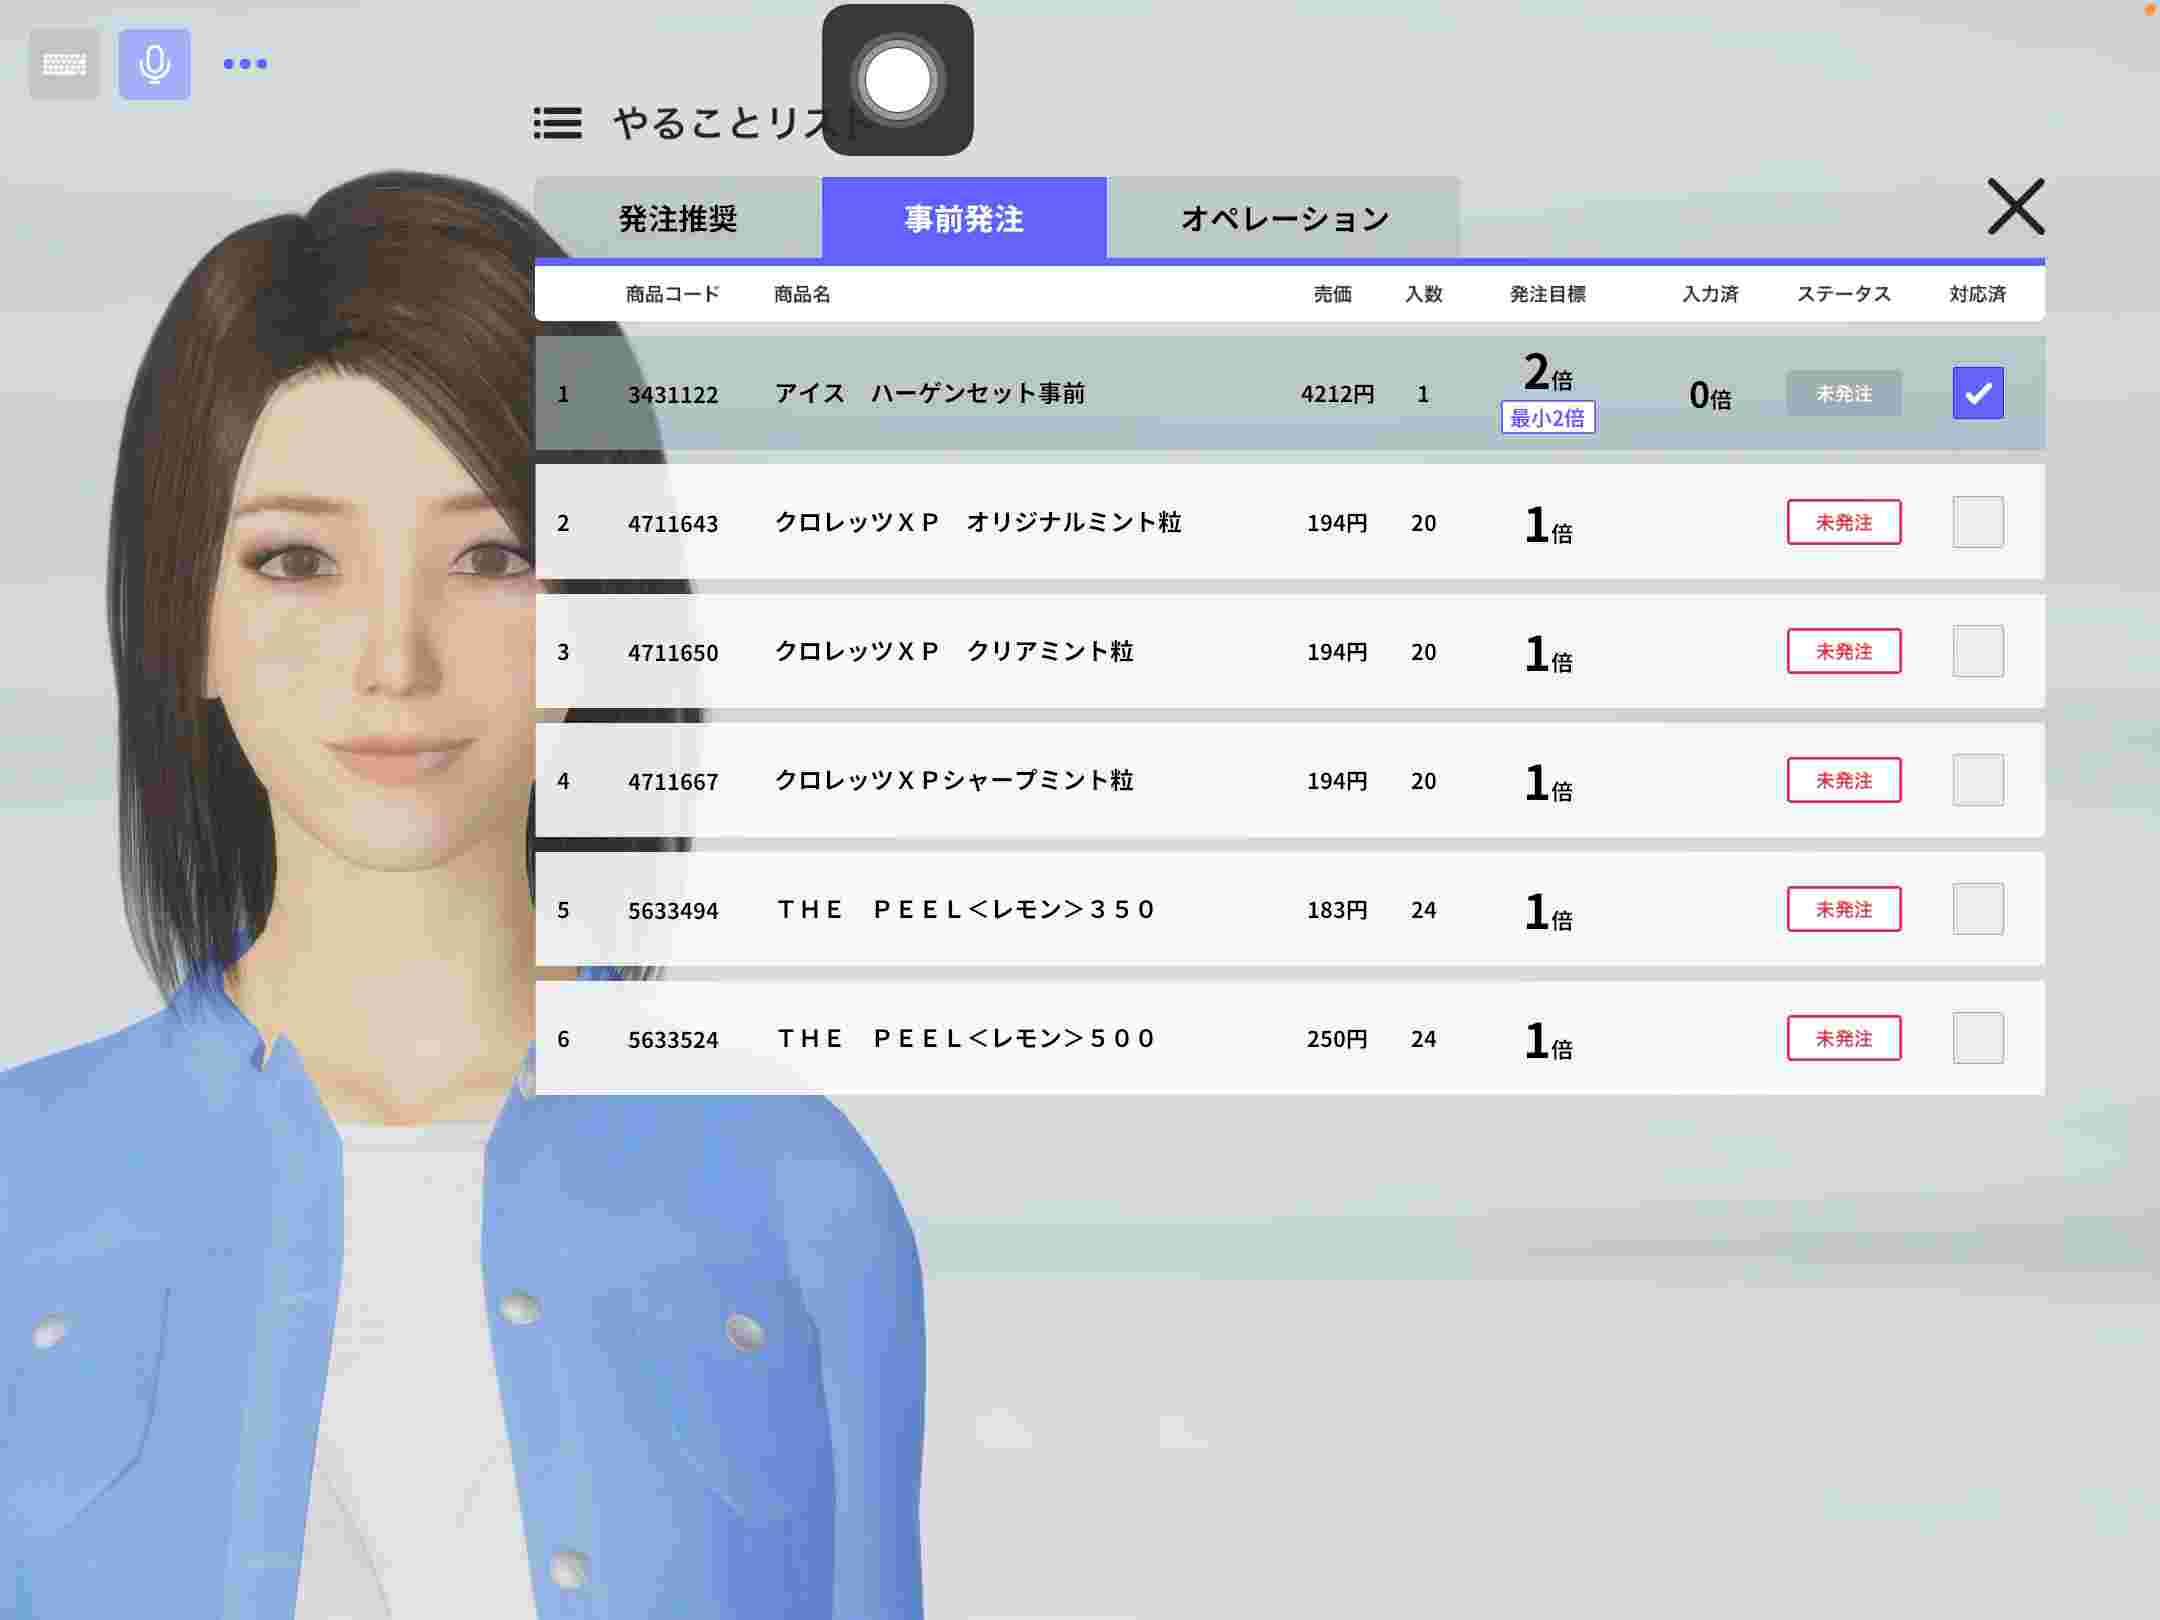 やることリスト
発注推奨 事前発注 オペレーション
商品コード 商品名 売価 入数 発注目標 入力済 ステータス 対応済
1 3431122 アイス　ハーゲンセット事前 4212円 1 2倍 最小2倍 0倍 未発注
2 4711643 クロレッツＸＰ　オリジナルミント粒 194円 20 1倍 未発注
3 4711650 クロレッツＸＰ　クリアミント粒 194円 20 1倍 未発注
4 4711667 クロレッツＸＰシャープミント粒 194円 20 1倍 未発注
5 5633494 ＴＨＥ　ＰＥＥＬ＜レモン＞３５０ 183円 24 1倍 未発注
6 5633524 ＴＨＥ　ＰＥＥＬ＜レモン＞５００ 250円 24 1倍 未発注